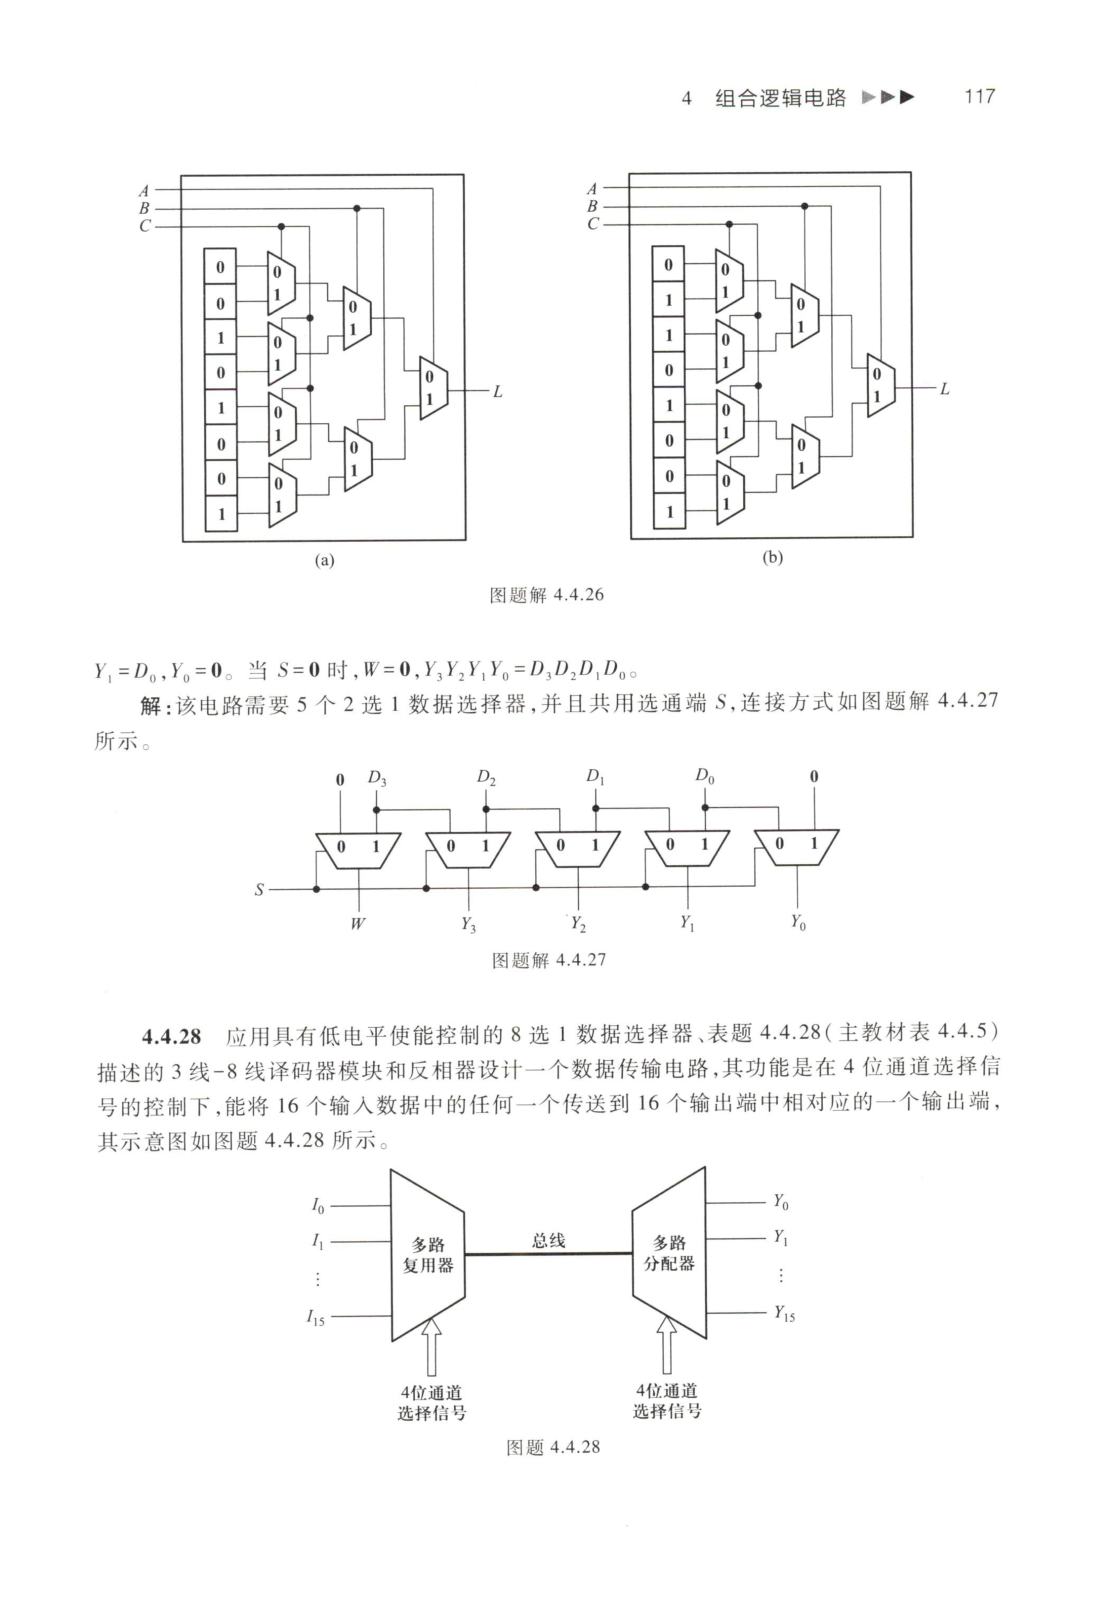 4 组合逻辑电路 ▶▶▶ 117
A
B
C
0
0
1
0
1
0
0
1
0
1
0
1
0
1
0
1
0
1
0
1
0
1
L
(a)
A
B
C
0
1
1
0
1
0
0
1
0
1
0
1
0
1
0
1
0
1
0
1
0
1
L
(b)
图题解 4.4.26
Y₁=D₀,Y₀=0。当 S=0 时,W=0,Y₃Y₂Y₁Y₀=D₃D₂D₁D₀。
解:该电路需要 5 个 2 选 1 数据选择器,并且共用选通端 S,连接方式如图题解 4.4.27
所示。
0 D₃ D₂ D₁ D₀ 0
0 1 0 1 0 1 0 1 0 1
S
W Y₃ Y₂ Y₁ Y₀
图题解 4.4.27
4.4.28 应用具有低电平使能控制的 8 选 1 数据选择器、表题 4.4.28(主教材表 4.4.5)
描述的 3 线-8 线译码器模块和反相器设计一个数据传输电路,其功能是在 4 位通道选择信
号的控制下,能将 16 个输入数据中的任何一个传送到 16 个输出端中相对应的一个输出端,
其示意图如图题 4.4.28 所示。
I₀
I₁
⋮
I₁₅
多路
复用器
总线
多路
分配器
Y₀
Y₁
⋮
Y₁₅
4位通道
选择信号
4位通道
选择信号
图题 4.4.28